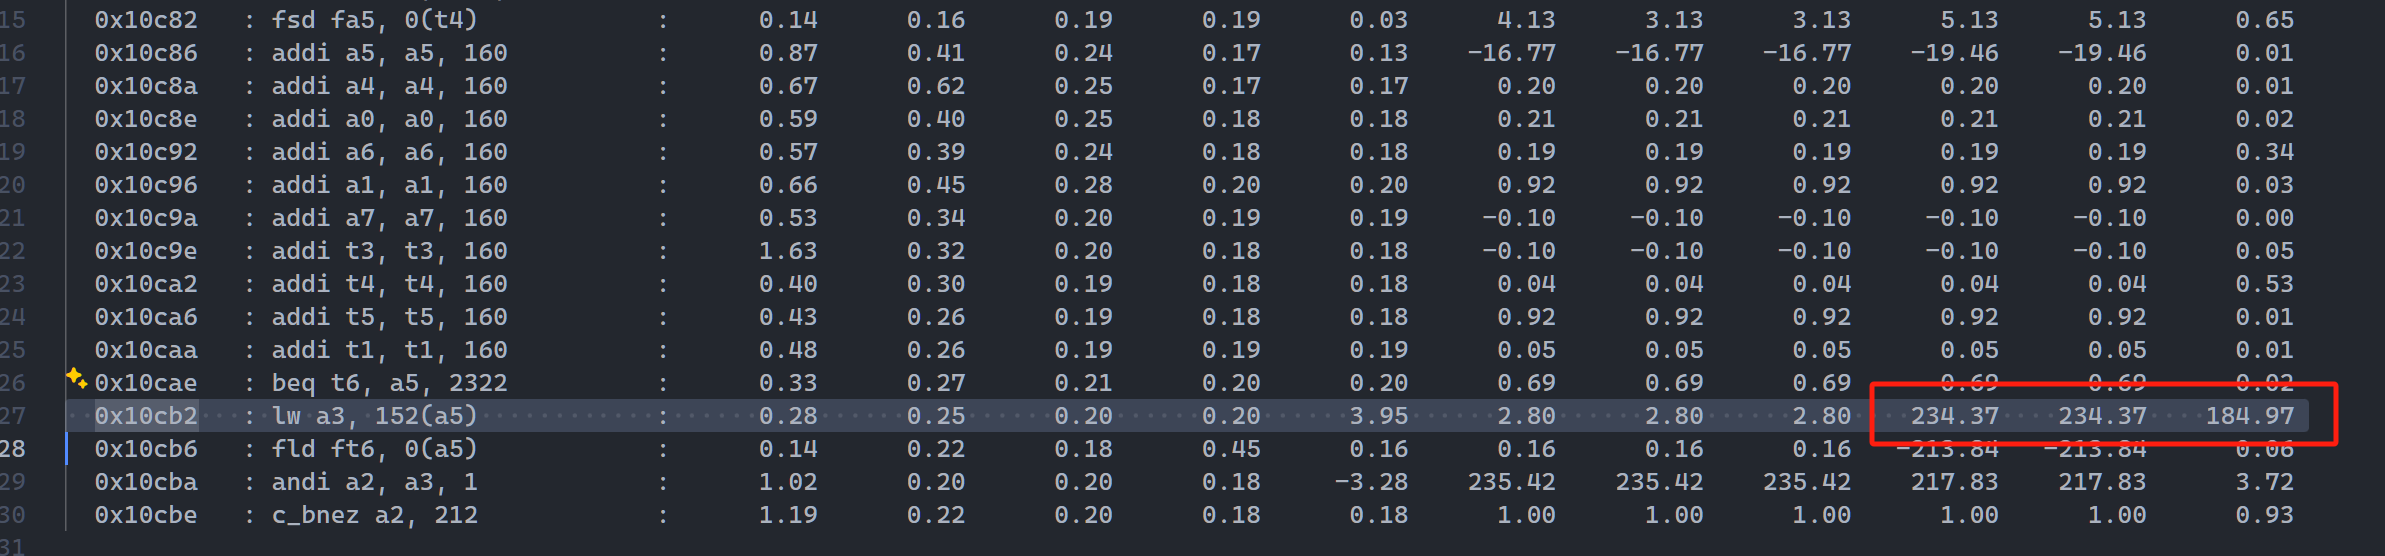 15 0x10c82 : fsd fa5, 0(t4) : 0.14 0.16 0.19 0.19 0.03 4.13 3.13 3.13 5.13 5.13 0.65
16 0x10c86 : addi a5, a5, 160 : 0.87 0.41 0.24 0.17 0.13 -16.77 -16.77 -16.77 -19.46 -19.46 0.01
17 0x10c8a : addi a4, a4, 160 : 0.67 0.62 0.25 0.17 0.17 0.20 0.20 0.20 0.20 0.20 0.01
18 0x10c8e : addi a0, a0, 160 : 0.59 0.40 0.25 0.18 0.18 0.21 0.21 0.21 0.21 0.21 0.02
19 0x10c92 : addi a6, a6, 160 : 0.57 0.39 0.24 0.18 0.18 0.19 0.19 0.19 0.19 0.19 0.34
20 0x10c96 : addi a1, a1, 160 : 0.66 0.45 0.28 0.20 0.20 0.92 0.92 0.92 0.92 0.92 0.03
21 0x10c9a : addi a7, a7, 160 : 0.53 0.34 0.20 0.19 0.19 -0.10 -0.10 -0.10 -0.10 -0.10 0.00
22 0x10c9e : addi t3, t3, 160 : 1.63 0.32 0.20 0.18 0.18 -0.10 -0.10 -0.10 -0.10 -0.10 0.05
23 0x10ca2 : addi t4, t4, 160 : 0.40 0.30 0.19 0.18 0.18 0.04 0.04 0.04 0.04 0.04 0.53
24 0x10ca6 : addi t5, t5, 160 : 0.43 0.26 0.19 0.18 0.18 0.92 0.92 0.92 0.92 0.92 0.01
25 0x10caa : addi t1, t1, 160 : 0.48 0.26 0.19 0.19 0.19 0.05 0.05 0.05 0.05 0.05 0.01
26 0x10cae : beq t6, a5, 2322 : 0.33 0.27 0.21 0.20 0.20 0.69 0.69 0.69 0.69 0.69 0.02
27 0x10cb2 : lw a3, 152(a5) : 0.28 0.25 0.20 0.20 3.95 2.80 2.80 2.80 234.37 234.37 184.97
28 0x10cb6 : fld ft6, 0(a5) : 0.14 0.22 0.18 0.45 0.16 0.16 0.16 0.16 -213.84 -213.84 0.06
29 0x10cba : andi a2, a3, 1 : 1.02 0.20 0.20 0.18 -3.28 235.42 235.42 235.42 217.83 217.83 3.72
30 0x10cbe : c_bnez a2, 212 : 1.19 0.22 0.20 0.18 0.18 1.00 1.00 1.00 1.00 1.00 0.93
31